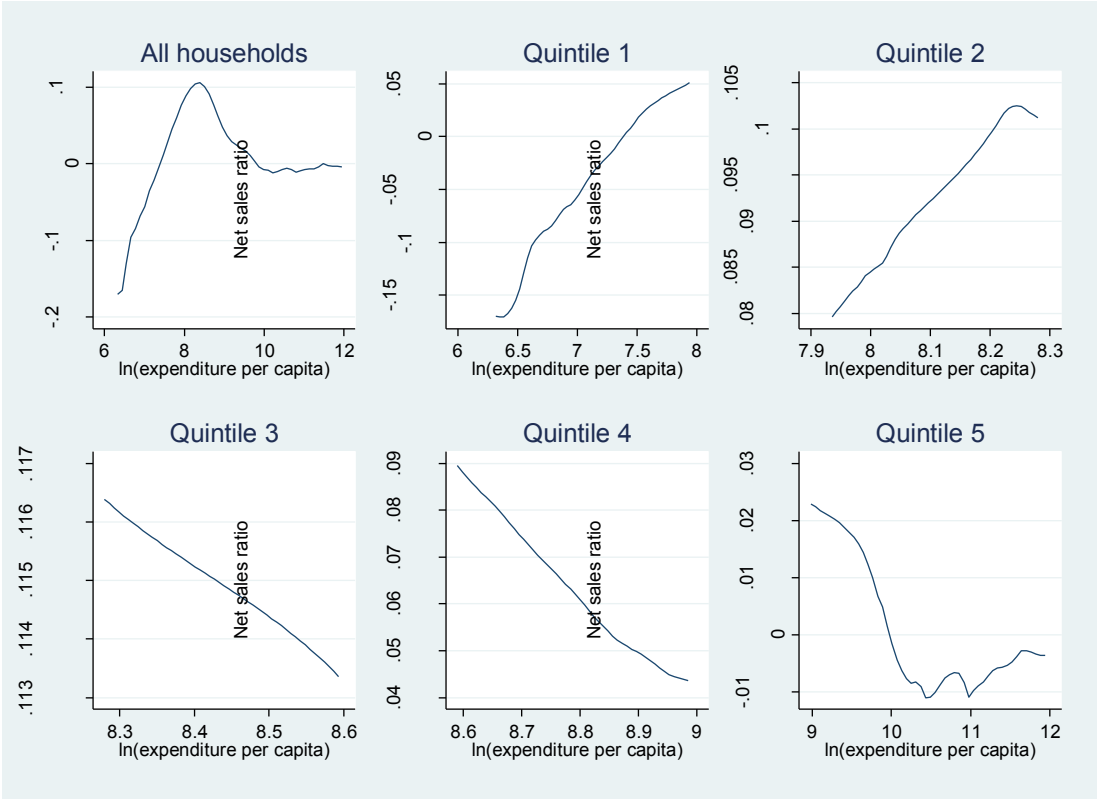 All households
.1
0
-.1
-.2
Net sales ratio
6 8 10 12
ln(expenditure per capita)
Quintile 1
.05
0
-.05
-.1
-.15
Net sales ratio
6 6.5 7 7.5 8
ln(expenditure per capita)
Quintile 2
.105
.1
.095
.09
.085
.08
7.9 8 8.1 8.2 8.3
ln(expenditure per capita)
Quintile 3
.117
.116
.115
.114
.113
Net sales ratio
8.3 8.4 8.5 8.6
ln(expenditure per capita)
Quintile 4
.09
.08
.07
.06
.05
.04
Net sales ratio
8.6 8.7 8.8 8.9 9
ln(expenditure per capita)
Quintile 5
.03
.02
.01
0
-.01
9 10 11 12
ln(expenditure per capita)